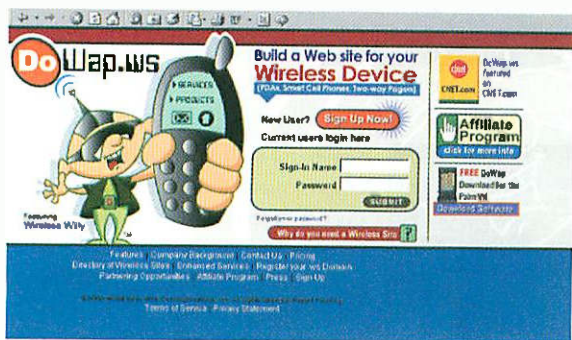 DoWap.ws
Build a Web site for your
Wireless Device
(PDAs, Smart Cell Phones, Two-way Pagers)
New User? Sign Up Now!
Current users login here
Sign-In Name
Password
SUBMIT
Forgot your password?
Why do you need a Wireless Site ?
SERVICES
PRODUCTS
Featuring
Wireless Willy
cnet
CNET.com
DoWap.ws
featured
on
CNET.com
Affiliate
Program
click for more info
FREE DoWap
Download for the
Palm VII
Download Software
Features | Company Background | Contact Us | Pricing
Directory of Wireless Sites | Enhanced Services | Register your .ws Domain
Partnering Opportunities | Affiliate Program | Press | Sign-Up
Terms of Service Privacy Statement